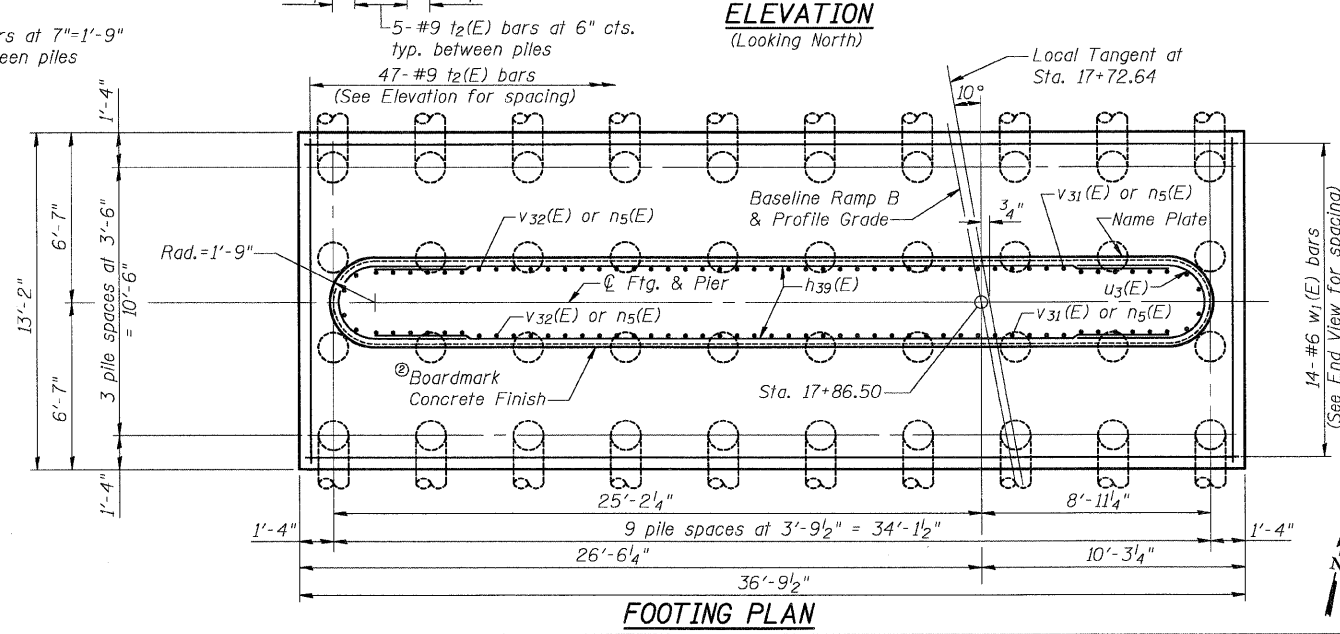 ELEVATION
(Looking North)
5-#9 t2(E) bars at 6" cts.
typ. between piles
rs at 7"=1'-9"
een piles
47-#9 t2(E) bars
(See Elevation for spacing)
Local Tangent at
Sta. 17+72.64
10°
1'-4"
13'-2"
6'-7"
6'-7"
3 pile spaces at 3'-6"
= 10'-6"
1'-4"
Rad.=1'-9"
v32(E) or n5(E)
Baseline Ramp B
& Profile Grade
3/4"
v31(E) or n5(E)
Name Plate
℄ Ftg. & Pier
h39(E)
u3(E)
v32(E) or n5(E)
v31(E) or n5(E)
② Boardmark
Concrete Finish
Sta. 17+86.50
14-#6 w1(E) bars
(See End View for spacing)
25'-2 1/4"
8'-11 1/4"
1'-4"
9 pile spaces at 3'-9 1/2" = 34'-1 1/2"
1'-4"
26'-6 1/4"
10'-3 1/4"
36'-9 1/2"
N
FOOTING PLAN